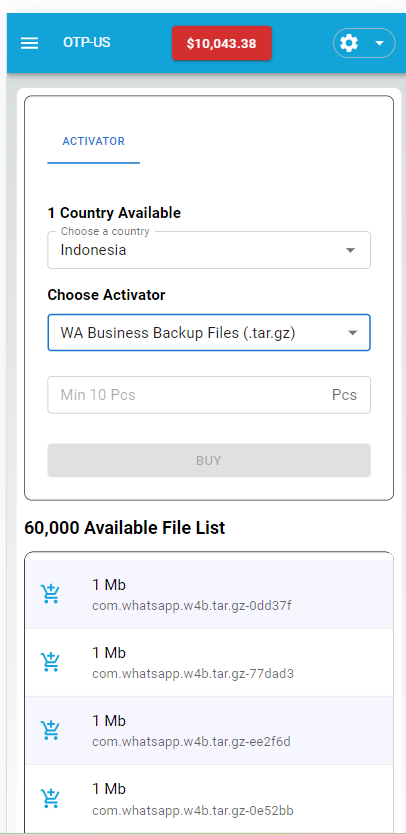 OTP-US
$10,043.38
ACTIVATOR
1 Country Available
Choose a country
Indonesia
Choose Activator
WA Business Backup Files (.tar.gz)
Min 10 Pcs
Pcs
BUY
60,000 Available File List
1 Mb
com.whatsapp.w4b.tar.gz-0dd37f
1 Mb
com.whatsapp.w4b.tar.gz-77dad3
1 Mb
com.whatsapp.w4b.tar.gz-ee2f6d
1 Mb
com.whatsapp.w4b.tar.gz-0e52bb